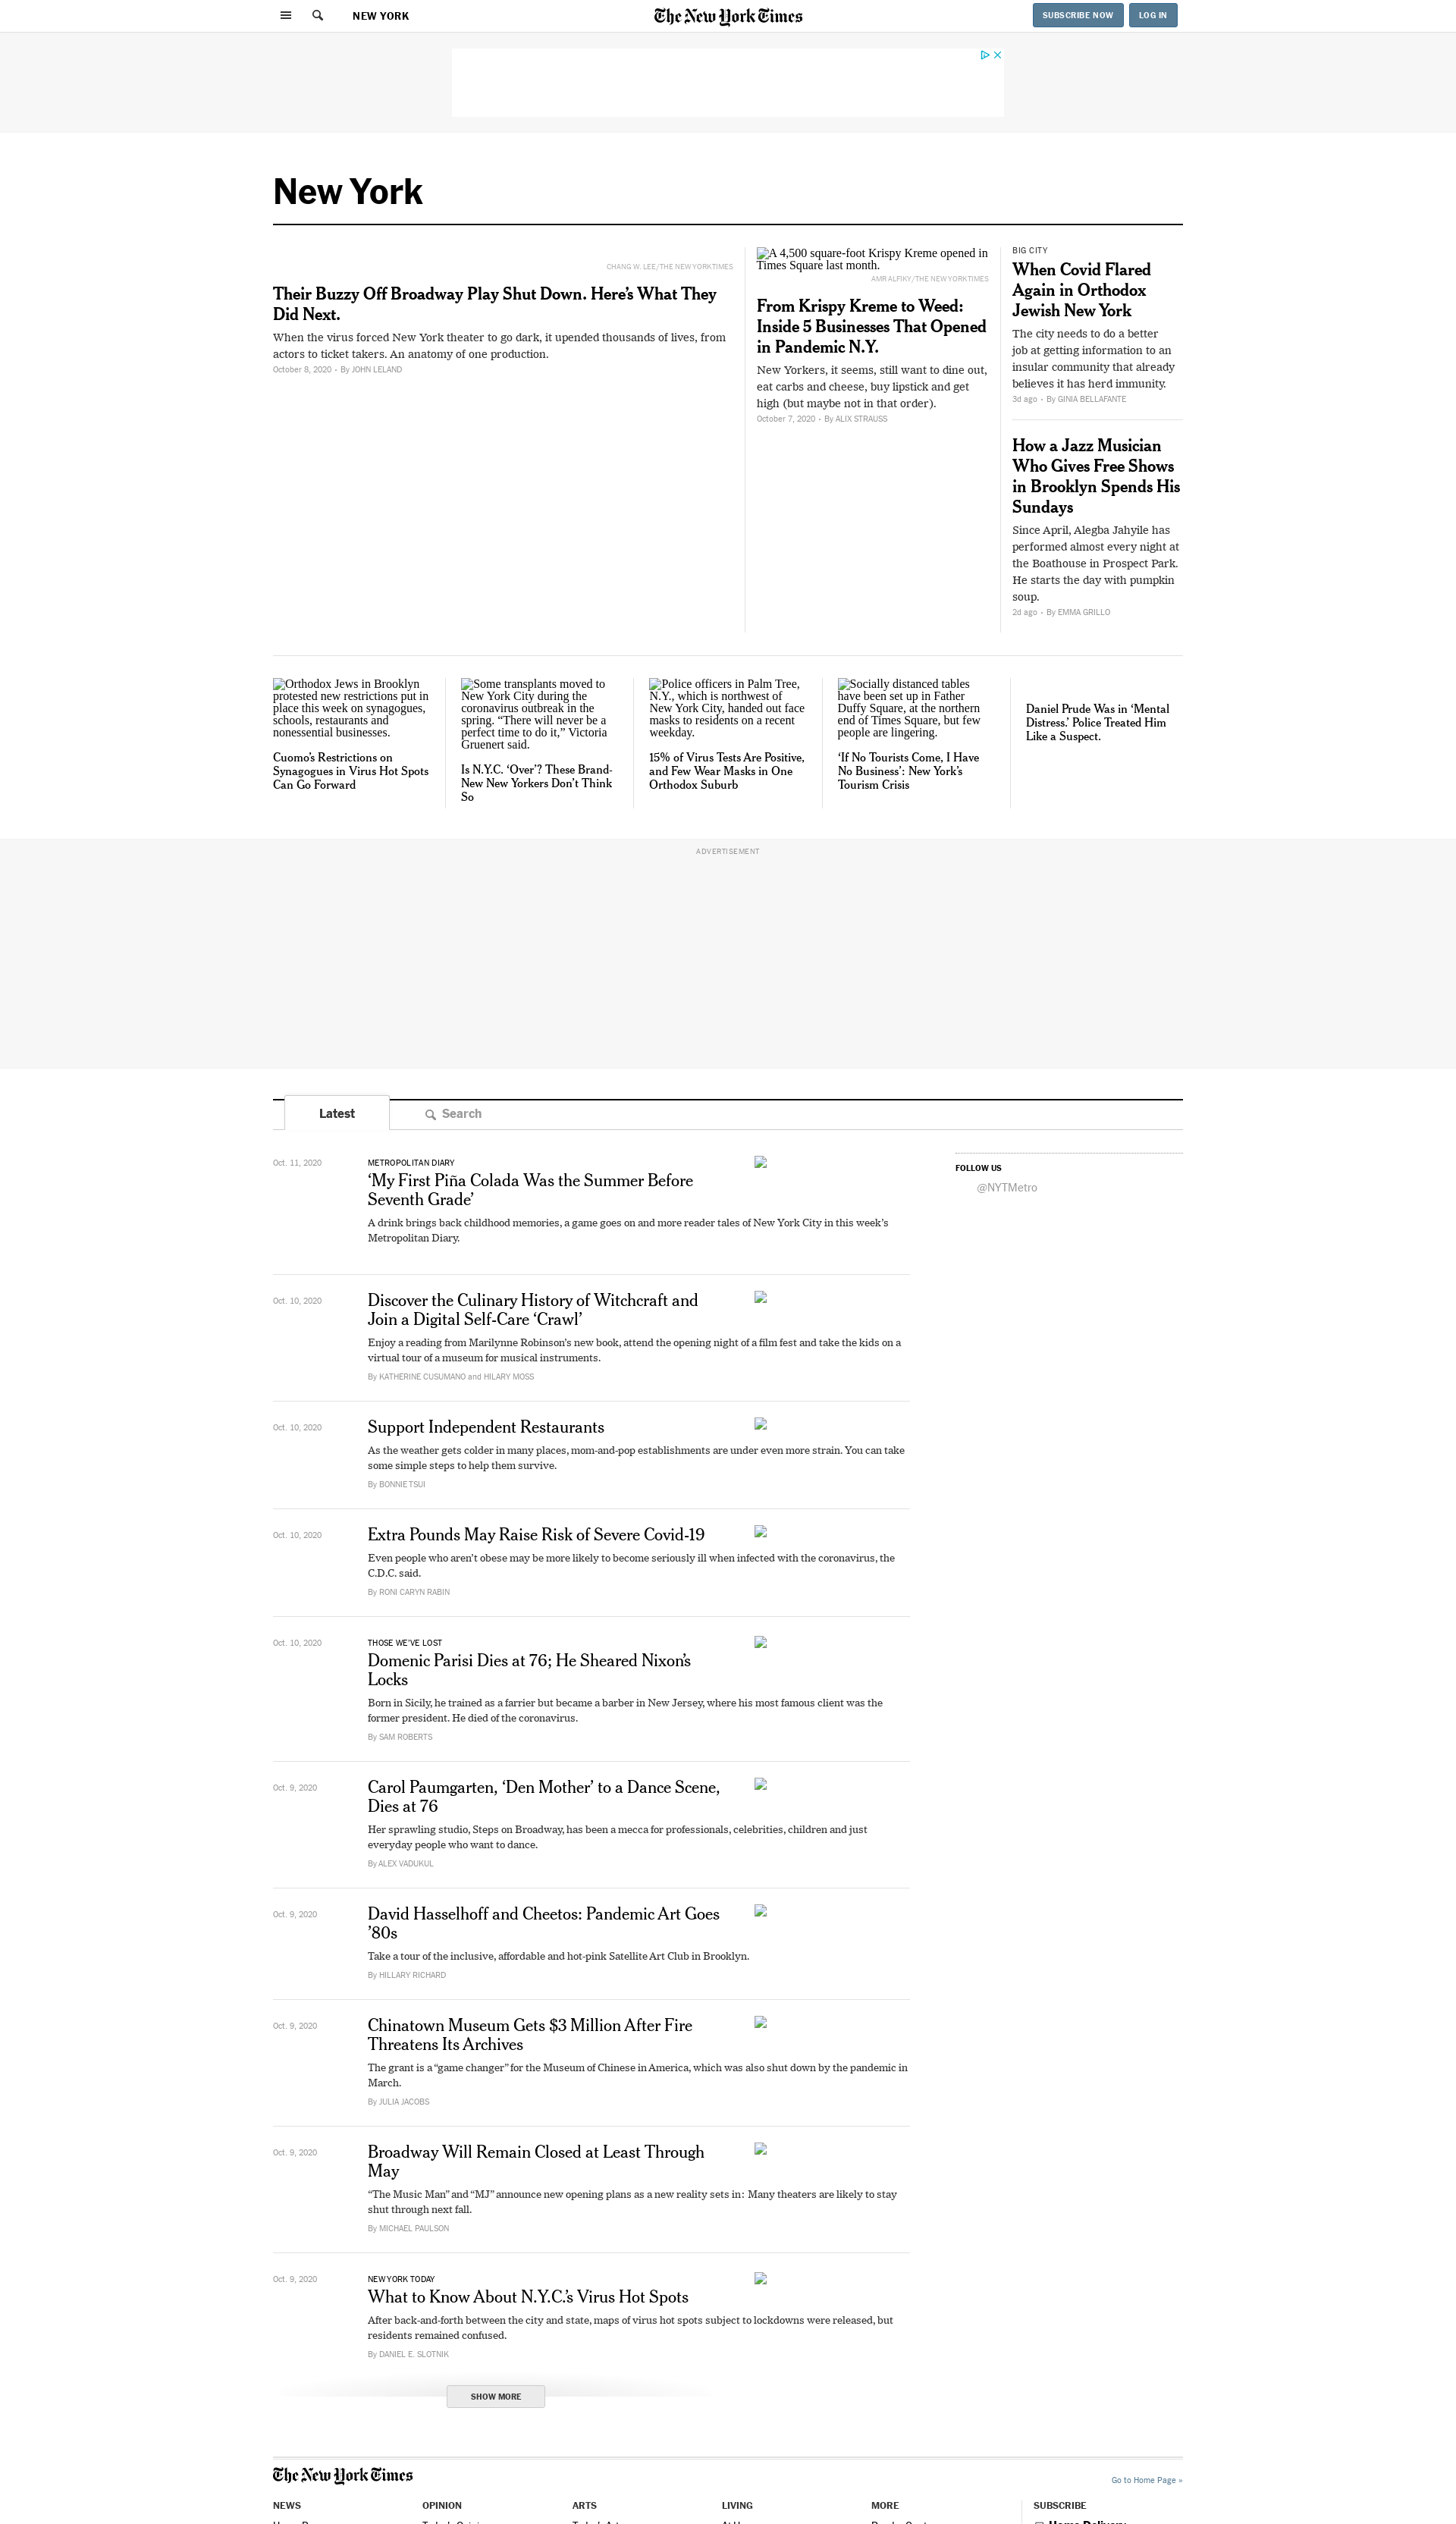 NEW YORK
The New York Times
SUBSCRIBE NOW
LOG IN
New York
CHANG W. LEE/THE NEW YORK TIMES
Their Buzzy Off Broadway Play Shut Down. Here’s What They
Did Next.
When the virus forced New York theater to go dark, it upended thousands of lives, from
actors to ticket takers. An anatomy of one production.
October 8, 2020 • By JOHN LELAND
A 4,500 square-foot Krispy Kreme opened in
Times Square last month.
AMR ALFIKY/THE NEW YORK TIMES
From Krispy Kreme to Weed:
Inside 5 Businesses That Opened
in Pandemic N.Y.
New Yorkers, it seems, still want to dine out,
eat carbs and cheese, buy lipstick and get
high (but maybe not in that order).
October 7, 2020 • By ALIX STRAUSS
BIG CITY
When Covid Flared
Again in Orthodox
Jewish New York
The city needs to do a better
job at getting information to an
insular community that already
believes it has herd immunity.
3d ago • By GINIA BELLAFANTE
How a Jazz Musician
Who Gives Free Shows
in Brooklyn Spends His
Sundays
Since April, Alegba Jahyile has
performed almost every night at
the Boathouse in Prospect Park.
He starts the day with pumpkin
soup.
2d ago • By EMMA GRILLO
Orthodox Jews in Brooklyn
protested new restrictions put in
place this week on synagogues,
schools, restaurants and
nonessential businesses.
Cuomo’s Restrictions on
Synagogues in Virus Hot Spots
Can Go Forward
Some transplants moved to
New York City during the
coronavirus outbreak in the
spring. “There will never be a
perfect time to do it,” Victoria
Gruenert said.
Is N.Y.C. ‘Over’? These Brand-
New New Yorkers Don’t Think
So
Police officers in Palm Tree,
N.Y., which is northwest of
New York City, handed out face
masks to residents on a recent
weekday.
15% of Virus Tests Are Positive,
and Few Wear Masks in One
Orthodox Suburb
Socially distanced tables
have been set up in Father
Duffy Square, at the northern
end of Times Square, but few
people are lingering.
‘If No Tourists Come, I Have
No Business’: New York’s
Tourism Crisis
Daniel Prude Was in ‘Mental
Distress.’ Police Treated Him
Like a Suspect.
ADVERTISEMENT
Latest
Search
Oct. 11, 2020
METROPOLITAN DIARY
‘My First Piña Colada Was the Summer Before
Seventh Grade’
A drink brings back childhood memories, a game goes on and more reader tales of New York City in this week’s
Metropolitan Diary.
FOLLOW US
@NYTMetro
Oct. 10, 2020
Discover the Culinary History of Witchcraft and
Join a Digital Self-Care ‘Crawl’
Enjoy a reading from Marilynne Robinson’s new book, attend the opening night of a film fest and take the kids on a
virtual tour of a museum for musical instruments.
By KATHERINE CUSUMANO and HILARY MOSS
Oct. 10, 2020
Support Independent Restaurants
As the weather gets colder in many places, mom-and-pop establishments are under even more strain. You can take
some simple steps to help them survive.
By BONNIE TSUI
Oct. 10, 2020
Extra Pounds May Raise Risk of Severe Covid-19
Even people who aren’t obese may be more likely to become seriously ill when infected with the coronavirus, the
C.D.C. said.
By RONI CARYN RABIN
Oct. 10, 2020
THOSE WE’VE LOST
Domenic Parisi Dies at 76; He Sheared Nixon’s
Locks
Born in Sicily, he trained as a farrier but became a barber in New Jersey, where his most famous client was the
former president. He died of the coronavirus.
By SAM ROBERTS
Oct. 9, 2020
Carol Paumgarten, ‘Den Mother’ to a Dance Scene,
Dies at 76
Her sprawling studio, Steps on Broadway, has been a mecca for professionals, celebrities, children and just
everyday people who want to dance.
By ALEX VADUKUL
Oct. 9, 2020
David Hasselhoff and Cheetos: Pandemic Art Goes
’80s
Take a tour of the inclusive, affordable and hot-pink Satellite Art Club in Brooklyn.
By HILLARY RICHARD
Oct. 9, 2020
Chinatown Museum Gets $3 Million After Fire
Threatens Its Archives
The grant is a “game changer” for the Museum of Chinese in America, which was also shut down by the pandemic in
March.
By JULIA JACOBS
Oct. 9, 2020
Broadway Will Remain Closed at Least Through
May
“The Music Man” and “MJ” announce new opening plans as a new reality sets in: Many theaters are likely to stay
shut through next fall.
By MICHAEL PAULSON
Oct. 9, 2020
NEW YORK TODAY
What to Know About N.Y.C.’s Virus Hot Spots
After back-and-forth between the city and state, maps of virus hot spots subject to lockdowns were released, but
residents remained confused.
By DANIEL E. SLOTNIK
SHOW MORE
The New York Times
Go to Home Page »
NEWS
OPINION
ARTS
LIVING
MORE
SUBSCRIBE